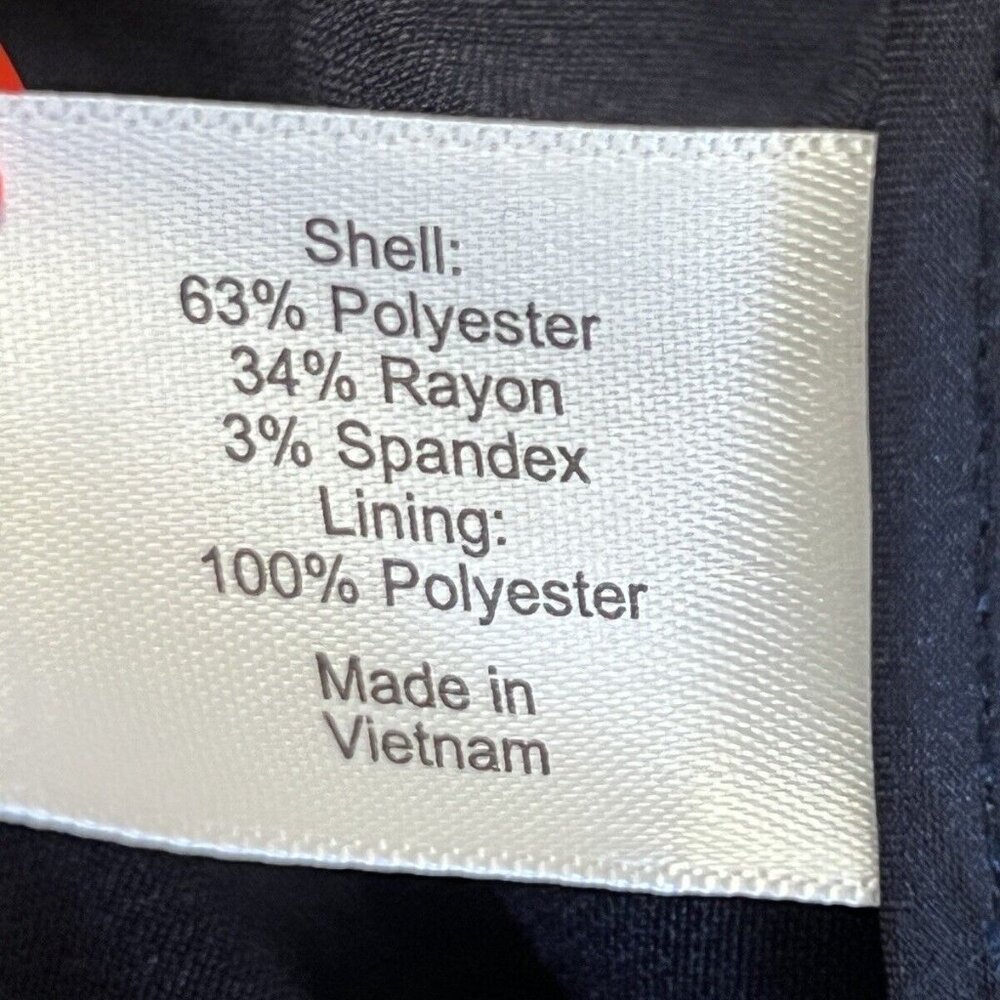 Shell:
63% Polyester
34% Rayon
3% Spandex
Lining:
100% Polyester
Made in
Vietnam